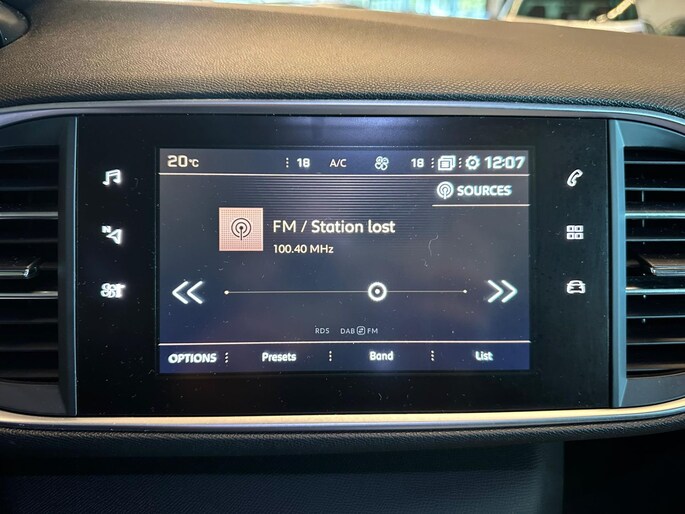 20°C 18 A/C 18 12:07
SOURCES
FM / Station lost
100.40 MHz
RDS DAB FM
OPTIONS Presets Band List